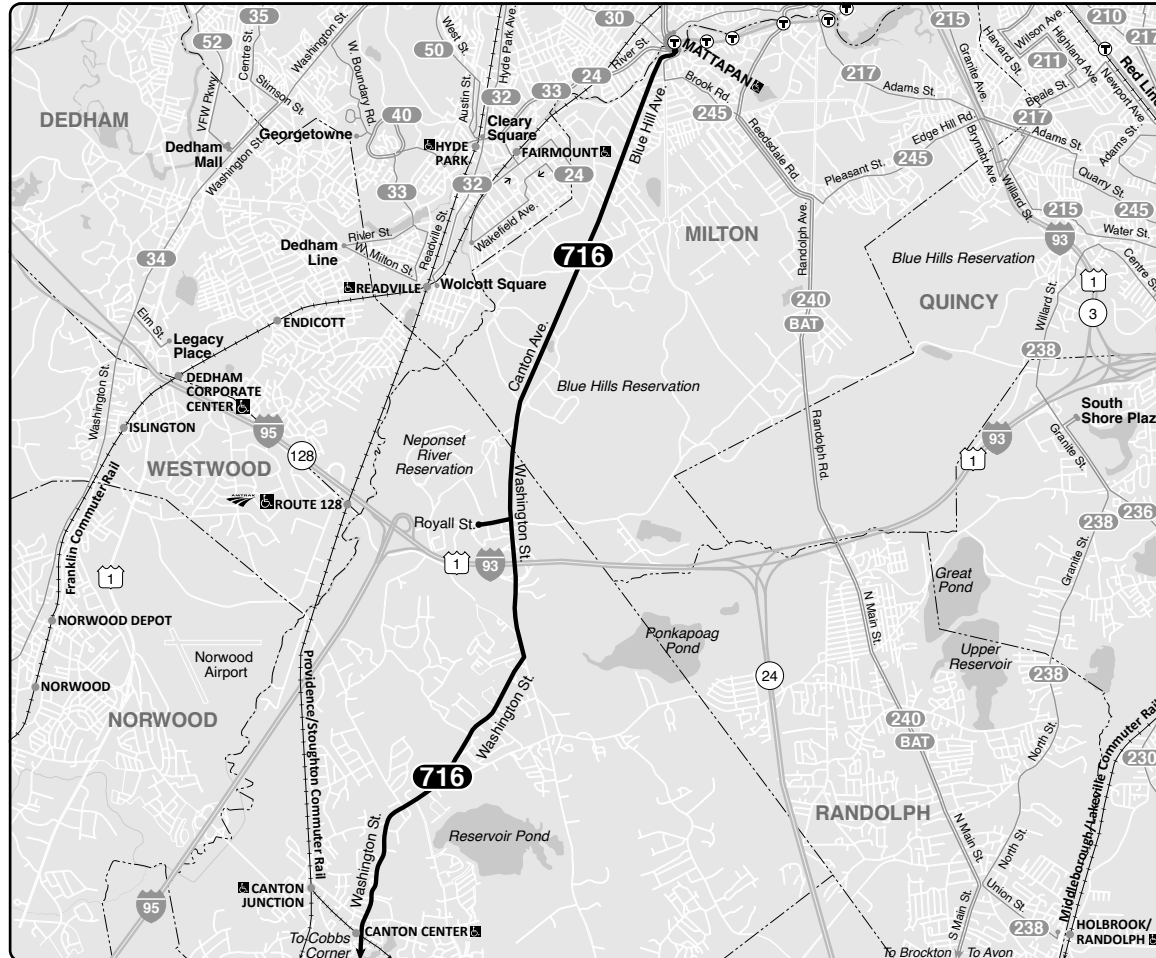 35
52
Centre St.
Washington St.
50
West St.
W. Boundary Rd.
Hyde Park Ave.
30
River St.
MATTAPAN
215
Granite Ave.
Harvard St.
Wilson Ave.
Highland Ave.
211
210
217
Red Line
Newport Ave.
Beale St.
217
Adams St.
217
Adams St.
Adams St.
VFW Pkwy
Stimson St.
DEDHAM
Georgetowne
40
Austin St.
32
Cleary
Square
33
24
Brook Rd.
245
Reedsdale Rd.
Edge Hill Rd.
Pleasant St.
245
Brynabt Ave.
Willard St.
Quarry St.
245
215
Water St.
93
Centre St.
Dedham
Mall
Washington St.
HYDE
PARK
FAIRMOUNT
24
33
32
Blue Hill Ave.
River St.
Readville St.
Wakefield Ave.
Dedham
Line
W. Milton St.
716
MILTON
Randolph Ave.
Blue Hills Reservation
34
READVILLE
Wolcott Square
240
BAT
QUINCY
1
3
Willard St.
238
Elm St.
ENDICOTT
Legacy
Place
Canton Ave.
Blue Hills Reservation
Washington St.
DEDHAM
CORPORATE
CENTER
95
128
ISLINGTON
WESTWOOD
Neponset
River
Reservation
Randolph Rd.
South
Shore Plaz
Granite St.
93
1
AMTRAK
ROUTE 128
Royall St.
Washington St.
238
236
Granite St.
Franklin Commuter Rail
1
1
93
Great
Pond
N Main St.
NORWOOD DEPOT
Norwood
Airport
Ponkapoag
Pond
Upper
Reservoir
24
238
NORWOOD
NORWOOD
Providence/Stoughton Commuter Rail
Washington St.
240
BAT
North St.
Middleborough/Lakeville Commuter Rail
230
716
RANDOLPH
Reservoir Pond
Washington St.
N Main St.
North St.
95
CANTON
JUNCTION
Union St.
S Main St.
238
HOLBROOK/
RANDOLPH
CANTON CENTER
To Cobbs
Corner
To Brockton
To Avon